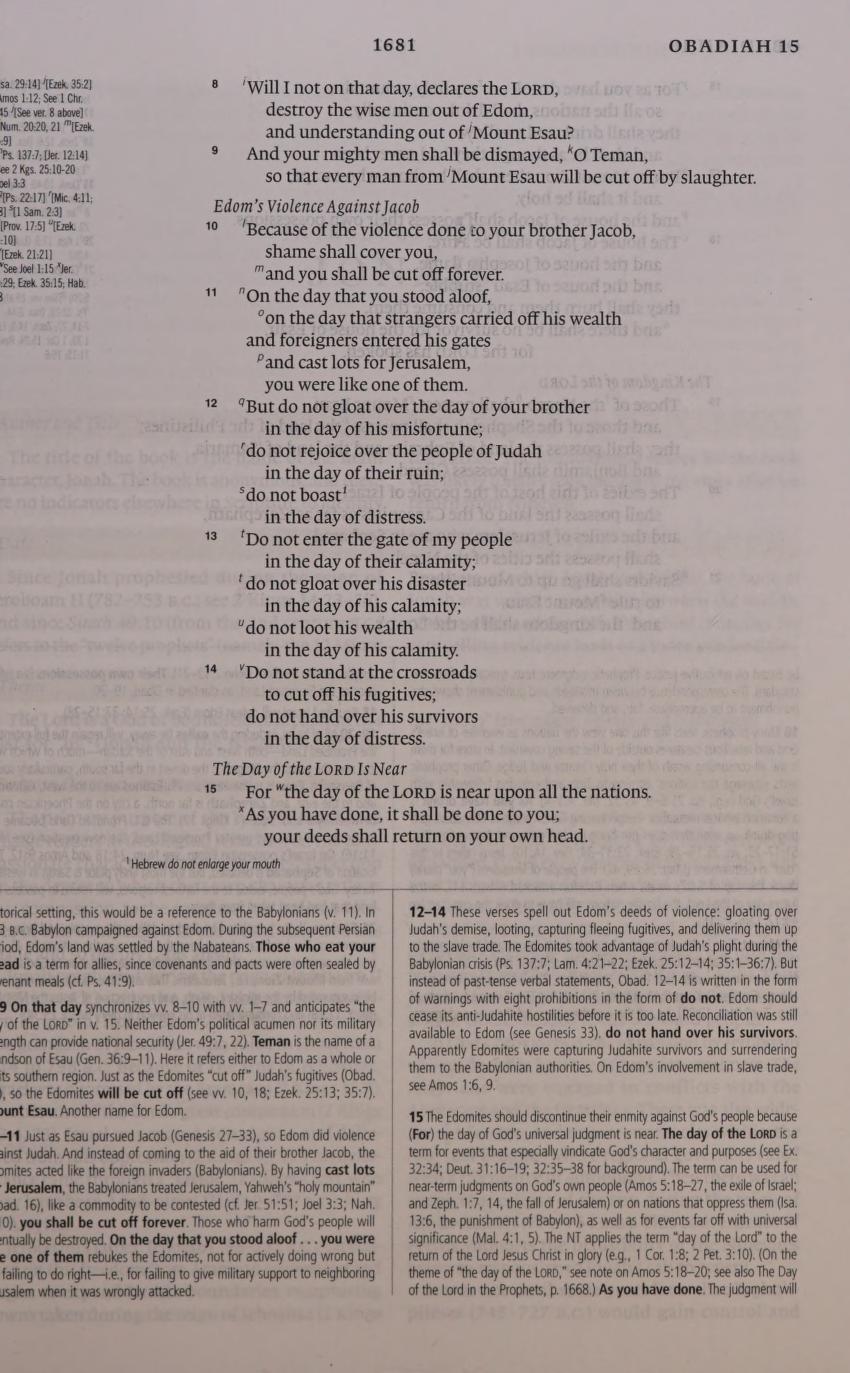 1681
OBADIAH 15
sa. 29:14] j[Ezek. 35:2]
Amos 1:12; See 1 Chr.
45 j[See ver. 8 above]
Num. 20:20, 21 m[Ezek.
:9]
Ps. 137:7; [Jer. 12:14]
ee 2 Kgs. 25:10-20
oel 3:3
[Ps. 22:17] r[Mic. 4:11;
8] s[1 Sam. 2:3]
[Prov. 17:5] u[Ezek.
:10]
[Ezek. 21:21]
w See Joel 1:15 x Jer.
:29; Ezek. 35:15; Hab.
8
8 i Will I not on that day, declares the LORD,
destroy the wise men out of Edom,
and understanding out of j Mount Esau?
9 And your mighty men shall be dismayed, k O Teman,
so that every man from j Mount Esau will be cut off by slaughter.
Edom's Violence Against Jacob
10 l Because of the violence done to your brother Jacob,
shame shall cover you,
m and you shall be cut off forever.
11 n On the day that you stood aloof,
o on the day that strangers carried off his wealth
and foreigners entered his gates
p and cast lots for Jerusalem,
you were like one of them.
12 q But do not gloat over the day of your brother
in the day of his misfortune;
r do not rejoice over the people of Judah
in the day of their ruin;
s do not boast1
in the day of distress.
13 t Do not enter the gate of my people
in the day of their calamity;
t do not gloat over his disaster
in the day of his calamity;
u do not loot his wealth
in the day of his calamity.
14 v Do not stand at the crossroads
to cut off his fugitives;
do not hand over his survivors
in the day of distress.
The Day of the LORD Is Near
15 For w the day of the LORD is near upon all the nations.
x As you have done, it shall be done to you;
your deeds shall return on your own head.
1 Hebrew do not enlarge your mouth
torical setting, this would be a reference to the Babylonians (v. 11). In
3 B.C. Babylon campaigned against Edom. During the subsequent Persian
iod, Edom's land was settled by the Nabateans. Those who eat your
ead is a term for allies, since covenants and pacts were often sealed by
venant meals (cf. Ps. 41:9).
9 On that day synchronizes vv. 8–10 with vv. 1–7 and anticipates "the
y of the LORD" in v. 15. Neither Edom's political acumen nor its military
ength can provide national security (Jer. 49:7, 22). Teman is the name of a
ndson of Esau (Gen. 36:9–11). Here it refers either to Edom as a whole or
its southern region. Just as the Edomites "cut off" Judah's fugitives (Obad.
), so the Edomites will be cut off (see vv. 10, 18; Ezek. 25:13; 35:7).
ount Esau. Another name for Edom.
–11 Just as Esau pursued Jacob (Genesis 27–33), so Edom did violence
ainst Judah. And instead of coming to the aid of their brother Jacob, the
omites acted like the foreign invaders (Babylonians). By having cast lots
Jerusalem, the Babylonians treated Jerusalem, Yahweh's "holy mountain"
bad. 16), like a commodity to be contested (cf. Jer. 51:51; Joel 3:3; Nah.
0). you shall be cut off forever. Those who harm God's people will
entually be destroyed. On the day that you stood aloof . . . you were
e one of them rebukes the Edomites, not for actively doing wrong but
failing to do right—i.e., for failing to give military support to neighboring
usalem when it was wrongly attacked.
12–14 These verses spell out Edom's deeds of violence: gloating over
Judah's demise, looting, capturing fleeing fugitives, and delivering them up
to the slave trade. The Edomites took advantage of Judah's plight during the
Babylonian crisis (Ps. 137:7; Lam. 4:21–22; Ezek. 25:12–14; 35:1–36:7). But
instead of past-tense verbal statements, Obad. 12–14 is written in the form
of warnings with eight prohibitions in the form of do not. Edom should
cease its anti-Judahite hostilities before it is too late. Reconciliation was still
available to Edom (see Genesis 33). do not hand over his survivors.
Apparently Edomites were capturing Judahite survivors and surrendering
them to the Babylonian authorities. On Edom's involvement in slave trade,
see Amos 1:6, 9.
15 The Edomites should discontinue their enmity against God's people because
(For) the day of God's universal judgment is near. The day of the LORD is a
term for events that especially vindicate God's character and purposes (see Ex.
32:34; Deut. 31:16–19; 32:35–38 for background). The term can be used for
near-term judgments on God's own people (Amos 5:18–27, the exile of Israel;
and Zeph. 1:7, 14, the fall of Jerusalem) or on nations that oppress them (Isa.
13:6, the punishment of Babylon), as well as for events far off with universal
significance (Mal. 4:1, 5). The NT applies the term "day of the Lord" to the
return of the Lord Jesus Christ in glory (e.g., 1 Cor. 1:8; 2 Pet. 3:10). (On the
theme of "the day of the LORD," see note on Amos 5:18–20; see also The Day
of the Lord in the Prophets, p. 1668.) As you have done. The judgment will